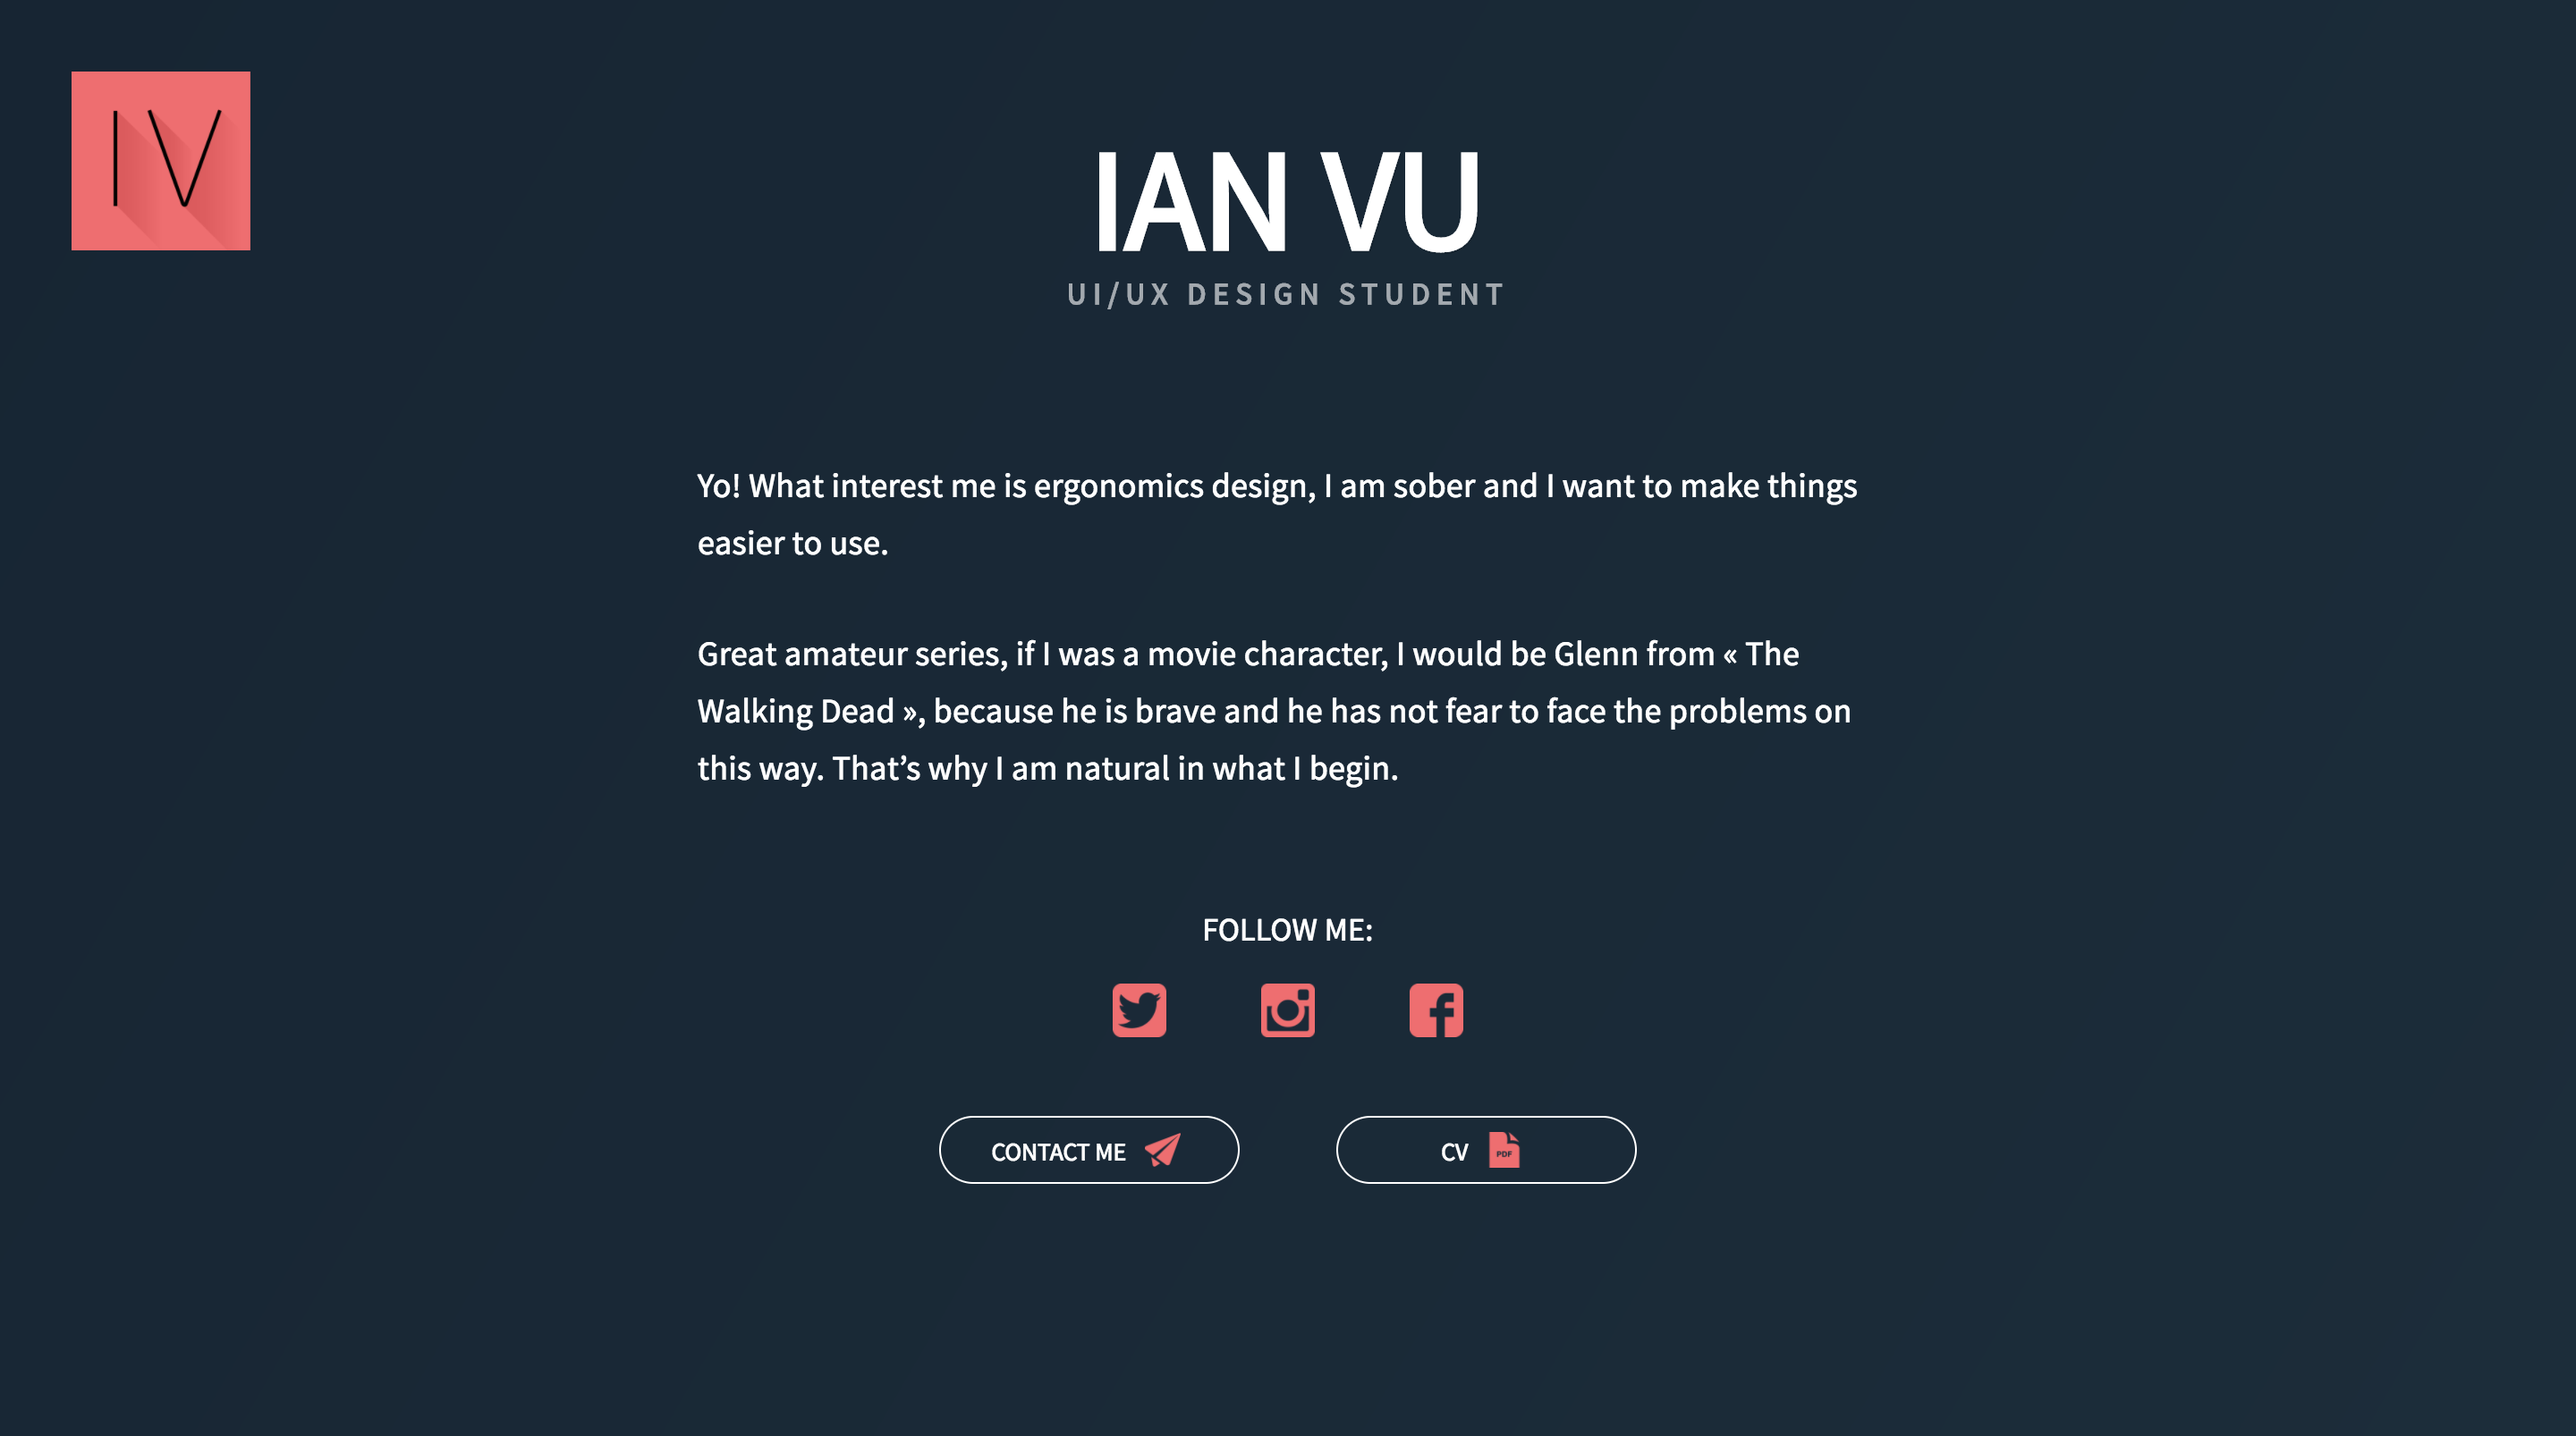 IV
IAN VU
UI/UX DESIGN STUDENT
Yo! What interest me is ergonomics design, I am sober and I want to make things
easier to use.
Great amateur series, if I was a movie character, I would be Glenn from « The
Walking Dead », because he is brave and he has not fear to face the problems on
this way. That’s why I am natural in what I begin.
FOLLOW ME:
CONTACT ME
CV
PDF